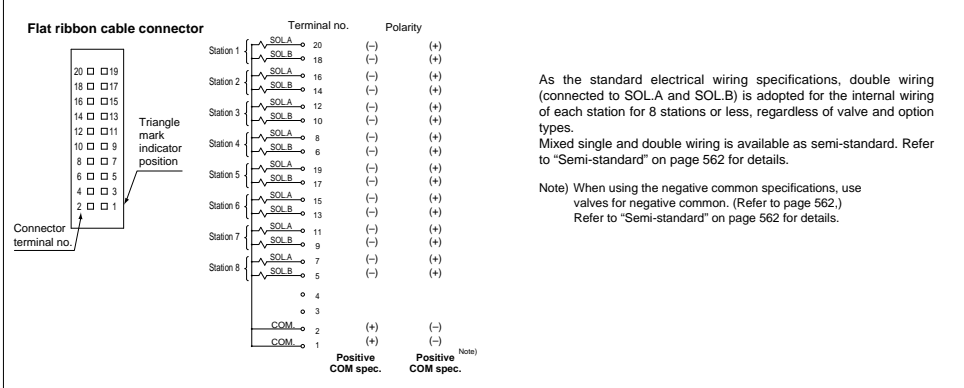 Flat ribbon cable connector
20 19
18 17
16 15
14 13
12 11
10 9
8 7
6 5
4 3
2 1
Triangle
mark
indicator
position
Connector
terminal no.
Terminal no. Polarity
Station 1 SOL.A 20 (–) (+)
SOL.B 18 (–) (+)
Station 2 SOL.A 16 (–) (+)
SOL.B 14 (–) (+)
Station 3 SOL.A 12 (–) (+)
SOL.B 10 (–) (+)
Station 4 SOL.A 8 (–) (+)
SOL.B 6 (–) (+)
Station 5 SOL.A 19 (–) (+)
SOL.B 17 (–) (+)
Station 6 SOL.A 15 (–) (+)
SOL.B 13 (–) (+)
Station 7 SOL.A 11 (–) (+)
SOL.B 9 (–) (+)
Station 8 SOL.A 7 (–) (+)
SOL.B 5 (–) (+)
4
3
COM. 2 (+) (–)
COM. 1 (+) (–)
Positive Positive Note)
COM spec. COM spec.
As the standard electrical wiring specifications, double wiring
(connected to SOL.A and SOL.B) is adopted for the internal wiring
of each station for 8 stations or less, regardless of valve and option
types.
Mixed single and double wiring is available as semi-standard. Refer
to “Semi-standard” on page 562 for details.
Note) When using the negative common specifications, use
valves for negative common. (Refer to page 562,)
Refer to “Semi-standard” on page 562 for details.